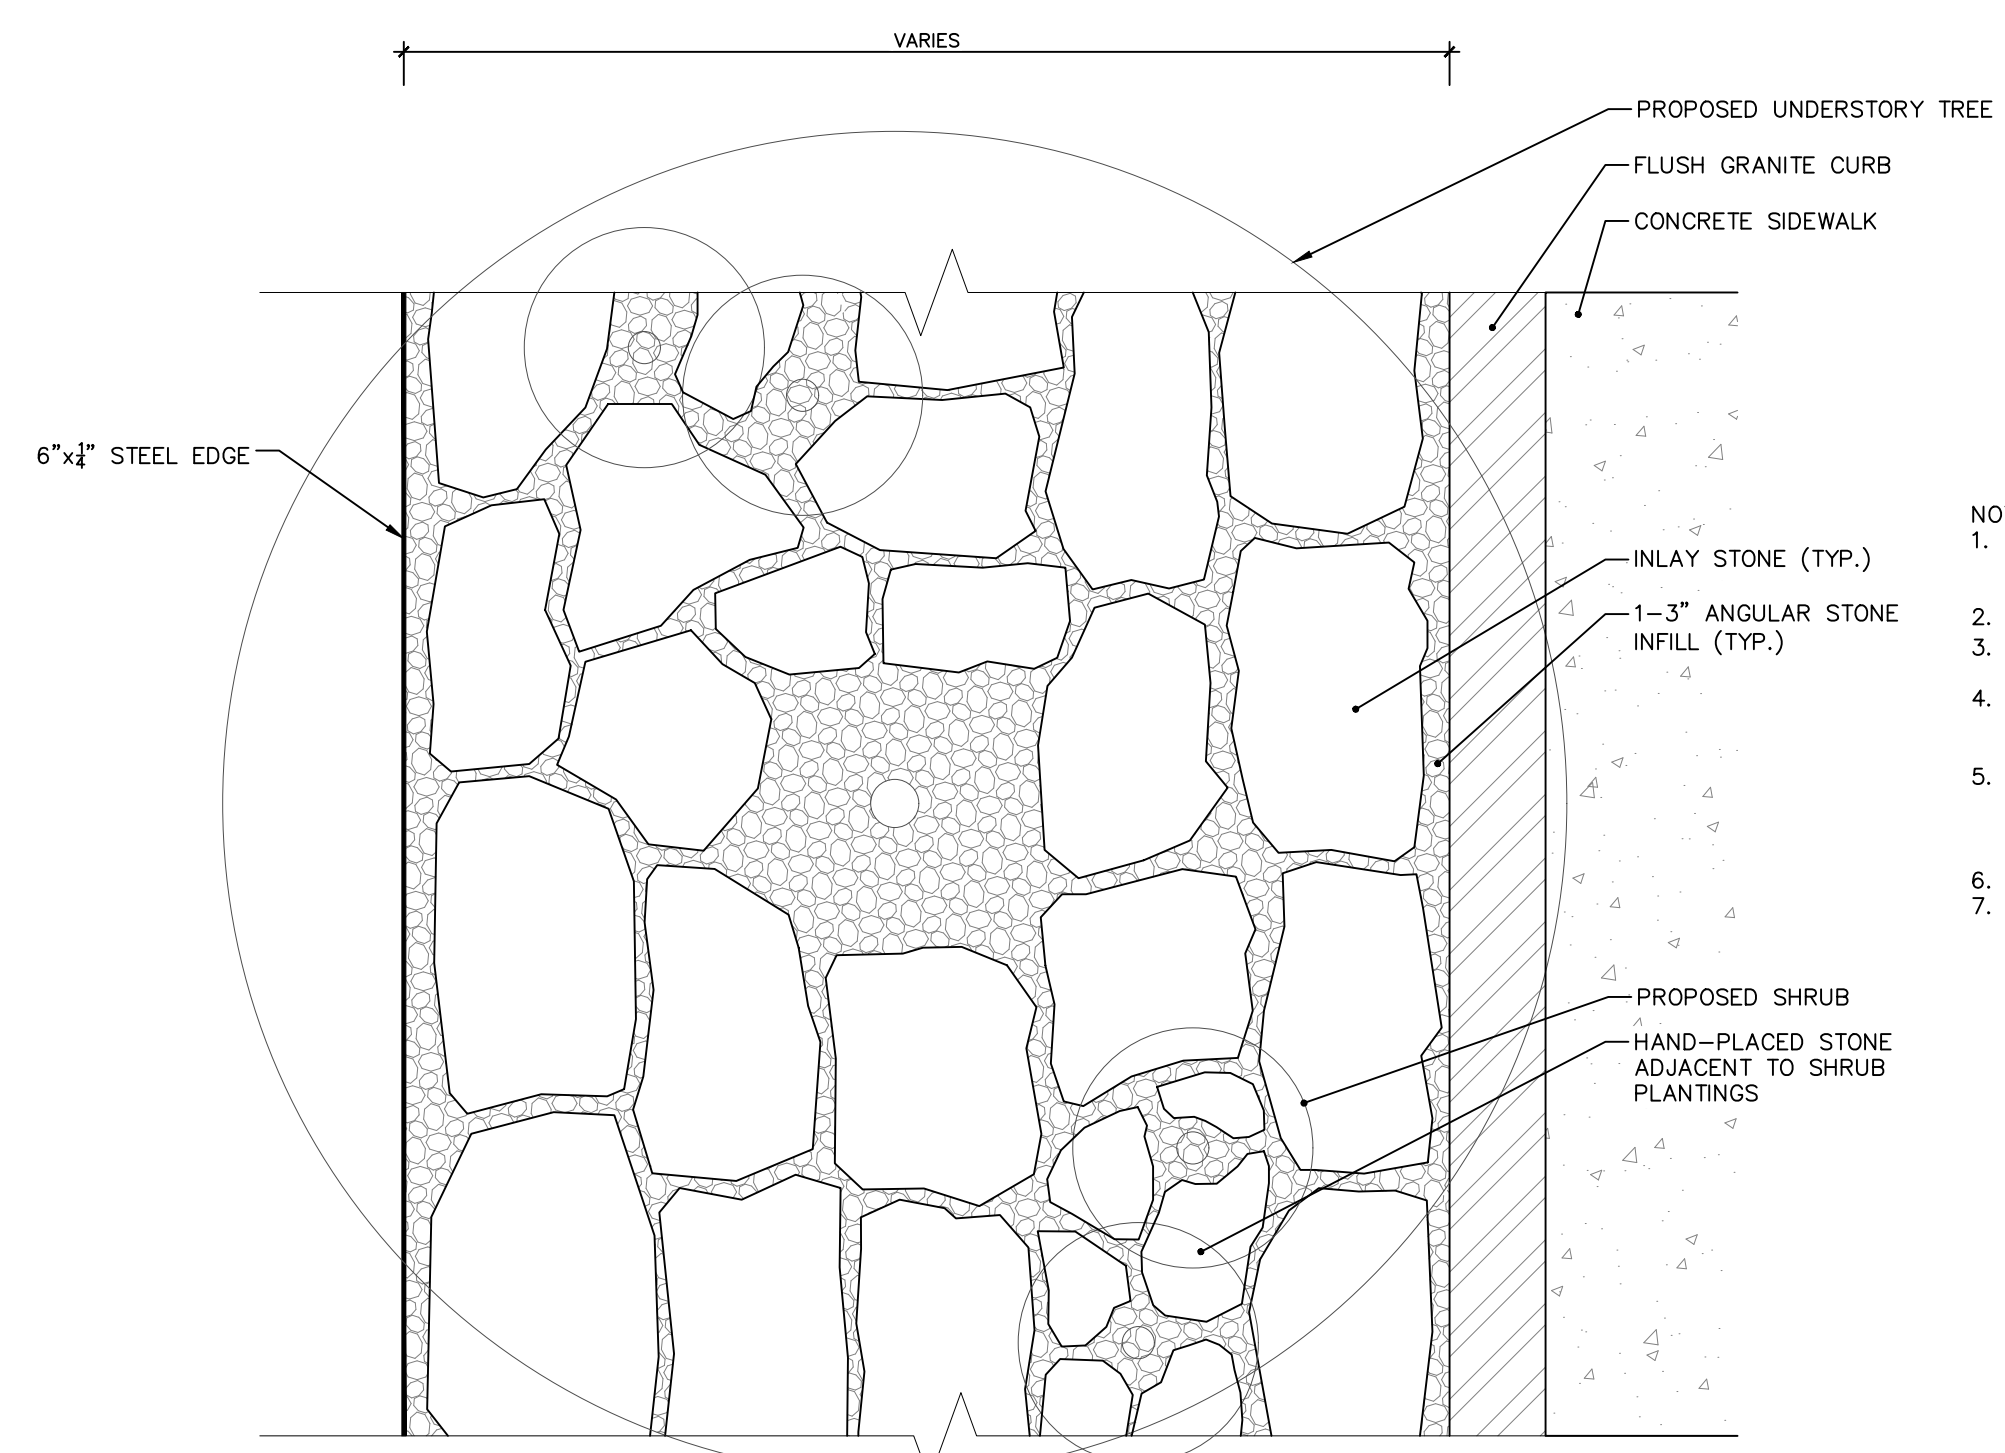 VARIES
PROPOSED UNDERSTORY TREE
FLUSH GRANITE CURB
CONCRETE SIDEWALK
6"x¼" STEEL EDGE
NO
1.
INLAY STONE (TYP.)
1-3" ANGULAR STONE
INFILL (TYP.)
2.
3.
4.
5.
6.
7.
PROPOSED SHRUB
HAND-PLACED STONE
ADJACENT TO SHRUB
PLANTINGS